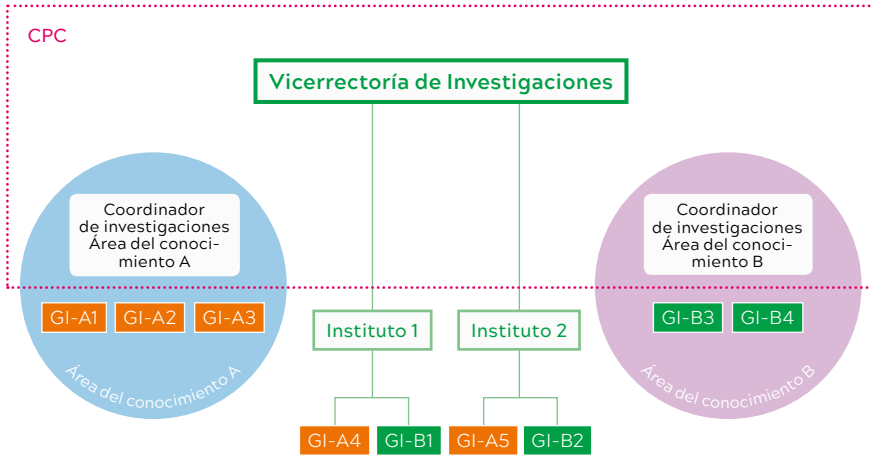 CPC
Vicerrectoría de Investigaciones
Coordinador
de investigaciones
Área del conoci-
miento A
Coordinador
de investigaciones
Área del conoci-
miento B
GI-A1 GI-A2 GI-A3
Instituto 1
Instituto 2
GI-B3 GI-B4
Área del conocimiento A
Área del conocimiento B
GI-A4 GI-B1 GI-A5 GI-B2